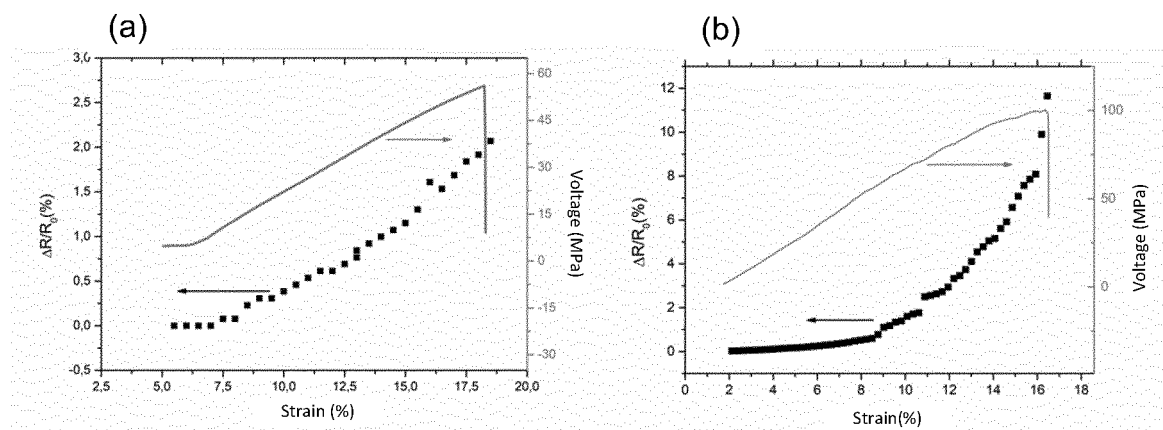 (a)
3,0
2,5
2,0
1,5
1,0
0,5
0,0
-0,5
ΔR/R₀(%)
2,5 5,0 7,5 10,0 12,5 15,0 17,5 20,0
Strain (%)
60
45
30
15
0
-15
-30
Voltage (MPa)
(b)
12
10
8
6
4
2
0
ΔR/R₀(%)
0 2 4 6 8 10 12 14 16 18
Strain(%)
100
50
0
Voltage (MPa)